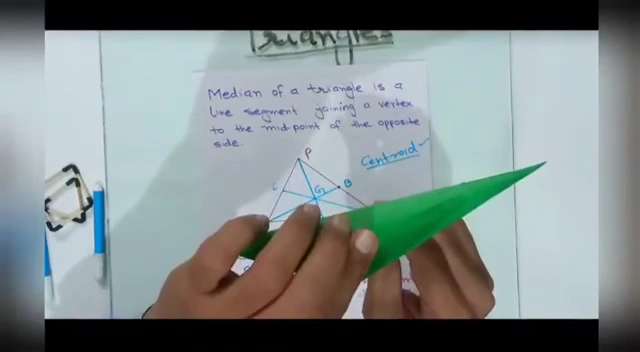 Triangles
Median of a triangle is a
line segment joining a vertex
to the mid-point of the opposite
side.
Centroid
P
C
G
B